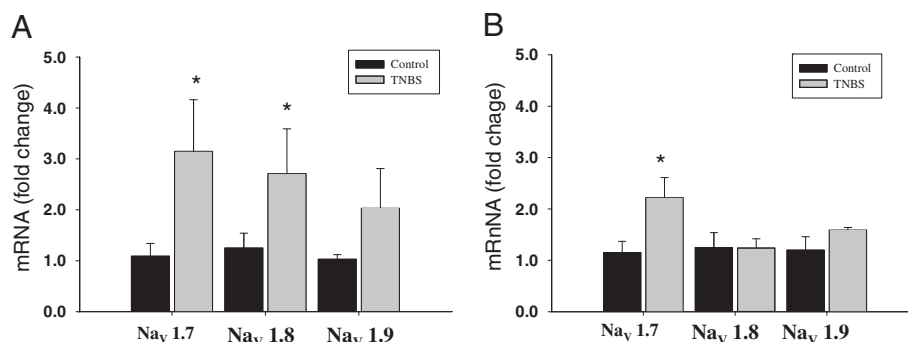 A
mRNA (fold change)
5.0
4.0
3.0
2.0
1.0
0.0
Control
TNBS
*
*
Nav 1.7
Nav 1.8
Nav 1.9
B
mRnNA (fold chage)
5.0
4.0
3.0
2.0
1.0
0.0
Control
TNBS
*
Nav 1.7
Nav 1.8
Nav 1.9